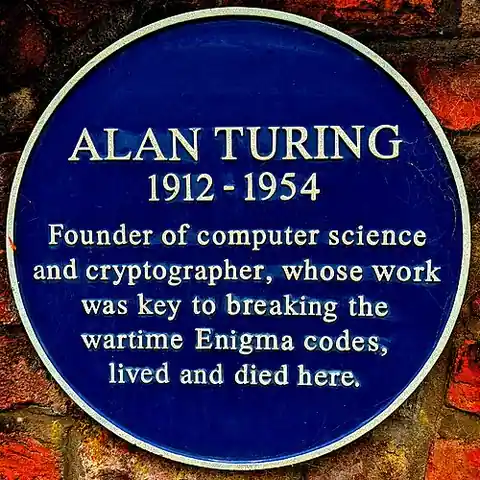 ALAN TURING
1912 - 1954
Founder of computer science
and cryptographer, whose work
was key to breaking the
wartime Enigma codes,
lived and died here.